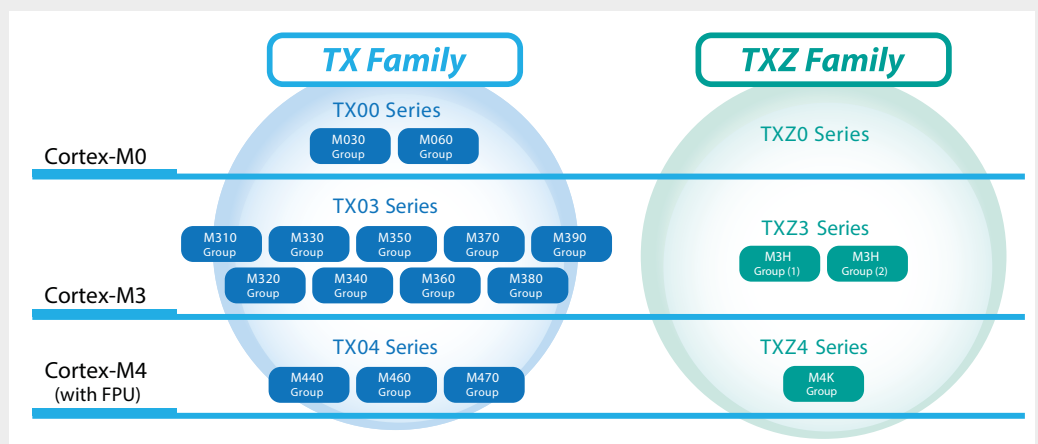 TX Family
TXZ Family
TX00 Series
M030
Group
M060
Group
TXZ0 Series
Cortex-M0
TX03 Series
M310
Group
M330
Group
M350
Group
M370
Group
M390
Group
M320
Group
M340
Group
M360
Group
M380
Group
TXZ3 Series
M3H
Group (1)
M3H
Group (2)
Cortex-M3
TX04 Series
M440
Group
M460
Group
M470
Group
TXZ4 Series
M4K
Group
Cortex-M4
(with FPU)